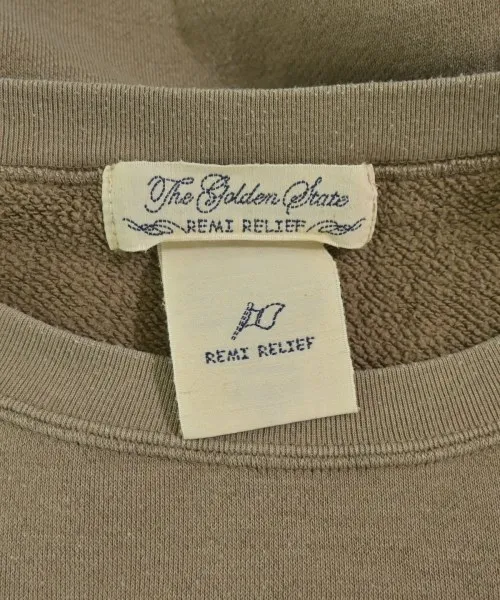 The Golden State
REMI RELIEF
REMI RELIEF